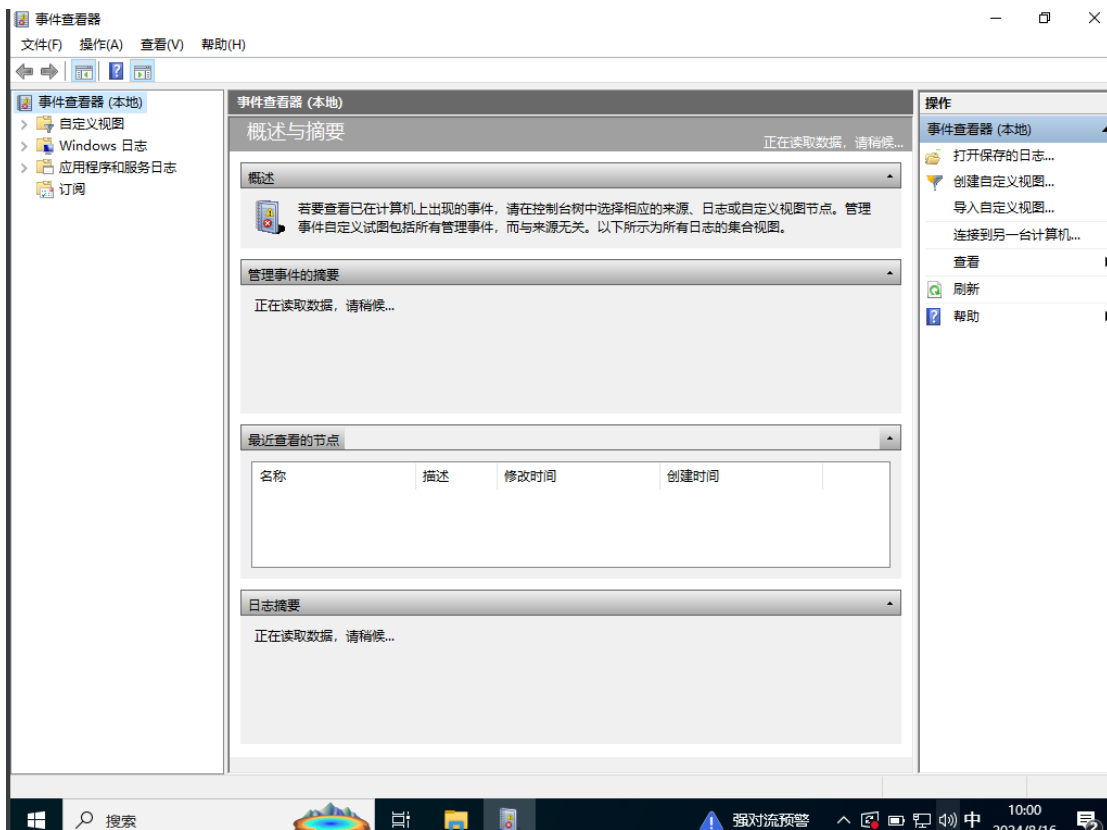 事件查看器
文件(F) 操作(A) 查看(V) 帮助(H)
事件查看器 (本地)
自定义视图
Windows 日志
应用程序和服务日志
订阅
事件查看器 (本地)
概述与摘要
正在读取数据，请稍候...
概述
若要查看已在计算机上出现的事件，请在控制台树中选择相应的来源、日志或自定义视图节点。管理
事件自定义试图包括所有管理事件，而与来源无关。以下所示为所有日志的集合视图。
管理事件的摘要
正在读取数据，请稍候...
最近查看的节点
名称 描述 修改时间 创建时间
日志摘要
正在读取数据，请稍候...
操作
事件查看器 (本地)
打开保存的日志...
创建自定义视图...
导入自定义视图...
连接到另一台计算机...
查看
刷新
帮助
搜索
强对流预警
中
10:00
2024/8/16
2